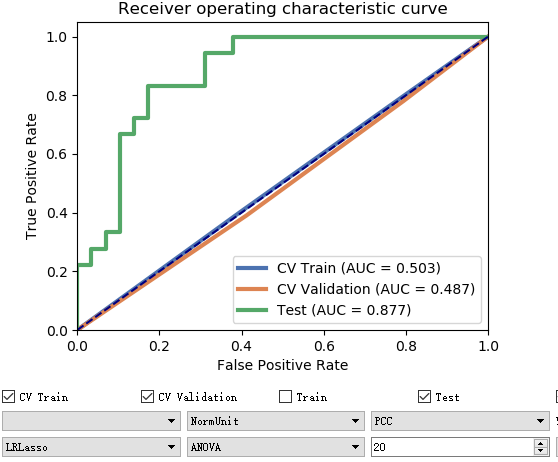 Receiver operating characteristic curve
1.0
0.8
0.6
0.4
0.2
0.0
True Positive Rate
CV Train (AUC = 0.503)
CV Validation (AUC = 0.487)
Test (AUC = 0.877)
0.0 0.2 0.4 0.6 0.8 1.0
False Positive Rate
CV Train CV Validation Train Test
NormUnit PCC
LRLasso ANOVA 20